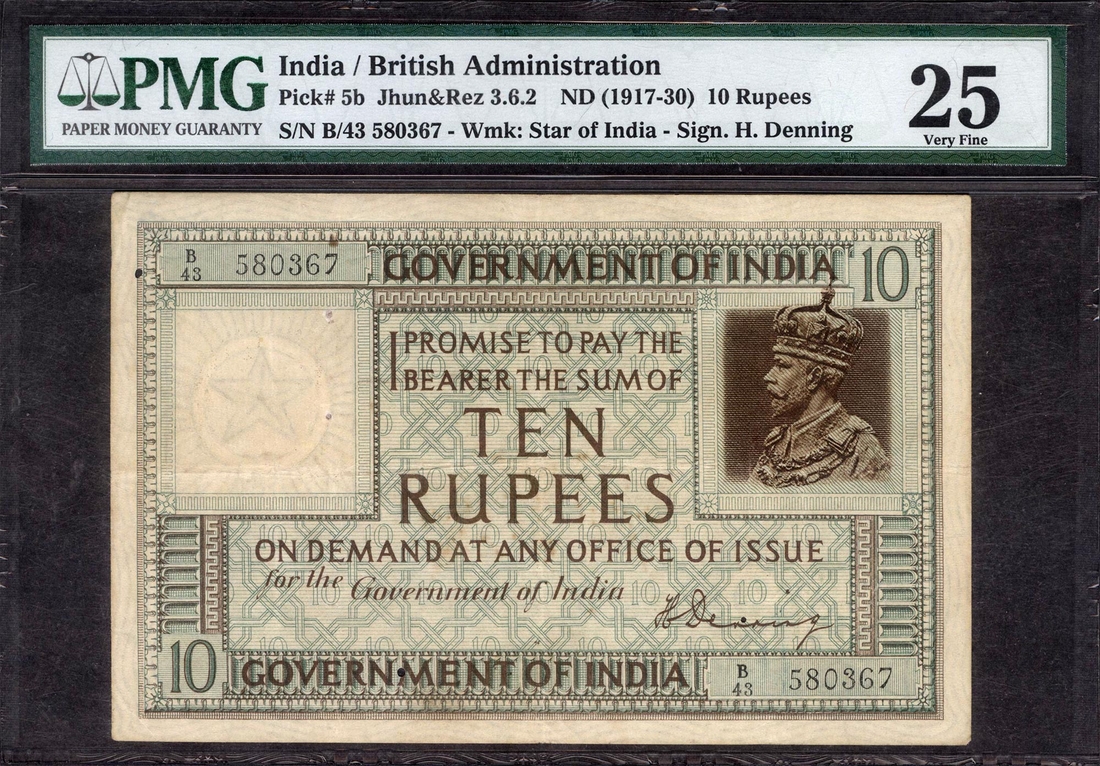 PMG
PAPER MONEY GUARANTY
India / British Administration
Pick# 5b Jhun&Rez 3.6.2 ND (1917-30) 10 Rupees
S/N B/43 580367 - Wmk: Star of India - Sign. H. Denning
25
Very Fine
B
43 580367
GOVERNMENT OF INDIA 10
I PROMISE TO PAY THE
BEARER THE SUM OF
TEN
RUPEES
ON DEMAND AT ANY OFFICE OF ISSUE
for the Government of India
H Denning
10 GOVERNMENT OF INDIA
B
43 580367